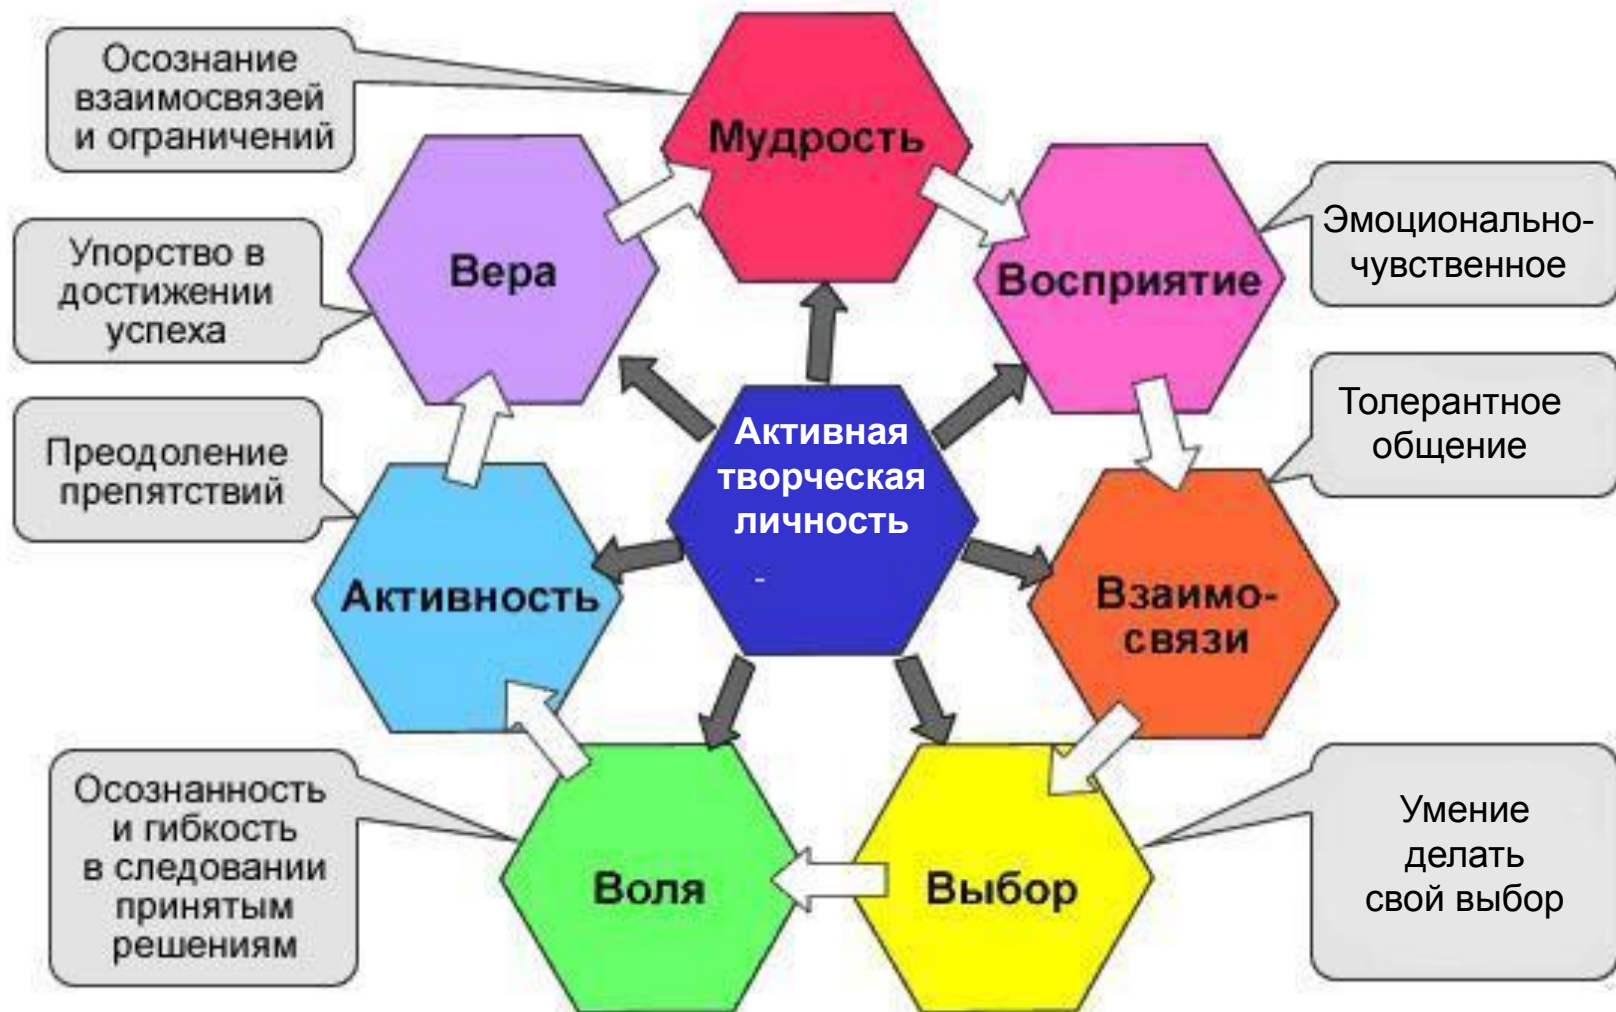 Осознание
взаимосвязей
и ограничений
Мудрость
Эмоционально-
чувственное
Восприятие
Упорство в
достижении
успеха
Вера
Толерантное
общение
Активная
творческая
личность
-
Преодоление
препятствий
Активность
Взаимо-
связи
Осознанность
и гибкость
в следовании
принятым
решениям
Воля
Выбор
Умение
делать
свой выбор